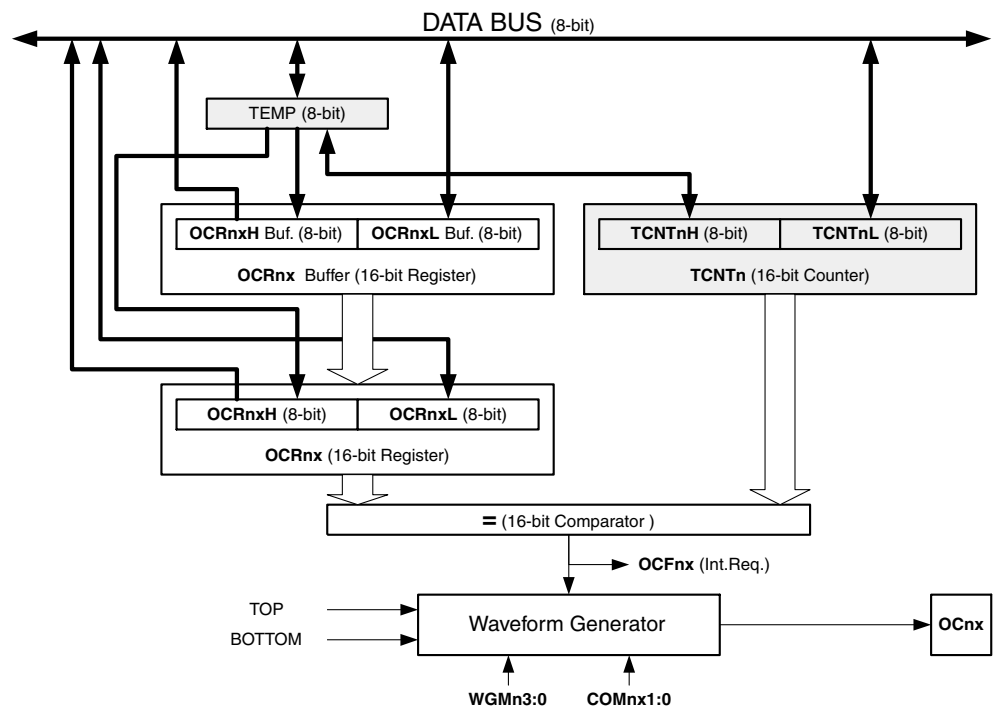 DATA BUS (8-bit)
TEMP (8-bit)
OCRnxH Buf. (8-bit)
OCRnxL Buf. (8-bit)
OCRnx Buffer (16-bit Register)
TCNTnH (8-bit)
TCNTnL (8-bit)
TCNTn (16-bit Counter)
OCRnxH (8-bit)
OCRnxL (8-bit)
OCRnx (16-bit Register)
= (16-bit Comparator )
OCFnx (Int.Req.)
TOP
BOTTOM
Waveform Generator
OCnx
WGMn3:0
COMnx1:0